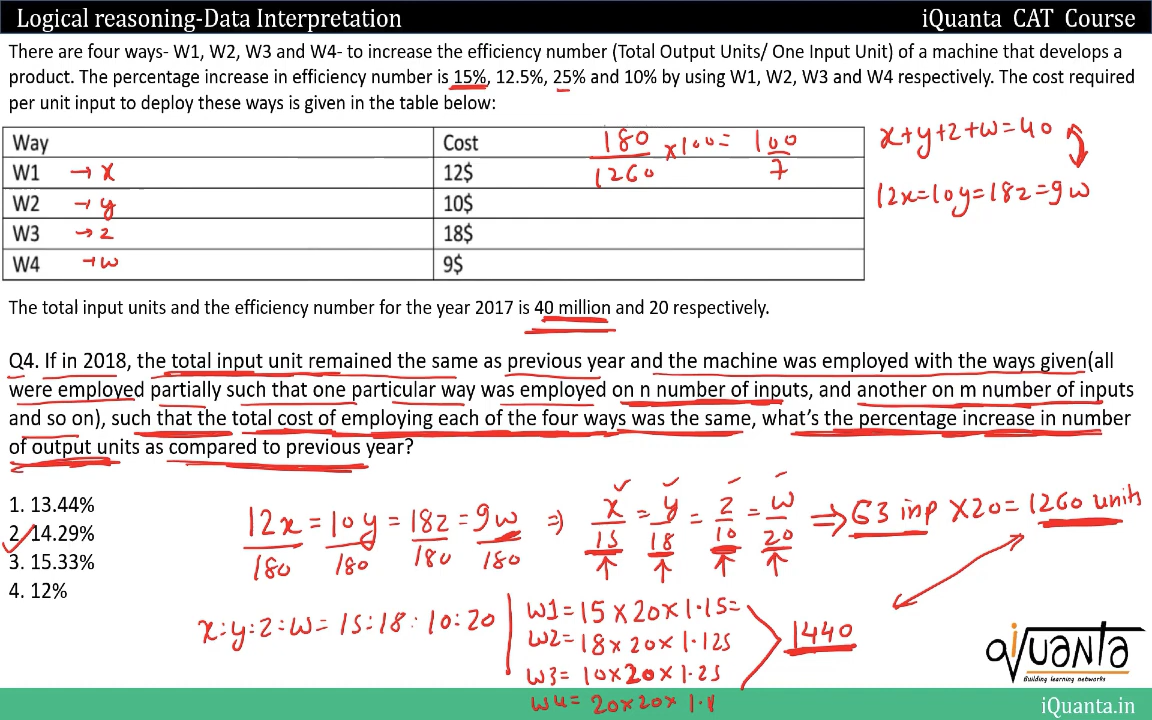 Logical reasoning-Data Interpretation
iQuanta CAT Course
There are four ways- W1, W2, W3 and W4- to increase the efficiency number (Total Output Units/ One Input Unit) of a machine that develops a
product. The percentage increase in efficiency number is 15%, 12.5%, 25% and 10% by using W1, W2, W3 and W4 respectively. The cost required
per unit input to deploy these ways is given in the table below:
Way Cost
W1 → x 12$
W2 → y 10$
W3 → z 18$
W4 → w 9$
180/1260 × 100 = 100/7
x+y+z+w=40
12x=10y=18z=9w
The total input units and the efficiency number for the year 2017 is 40 million and 20 respectively.
Q4. If in 2018, the total input unit remained the same as previous year and the machine was employed with the ways given(all
were employed partially such that one particular way was employed on n number of inputs, and another on m number of inputs
and so on), such that the total cost of employing each of the four ways was the same, what's the percentage increase in number
of output units as compared to previous year?
1. 13.44%
2. 14.29%
3. 15.33%
4. 12%
12x/180 = 10y/180 = 18z/180 = 9w/180 ⇒ x/15 = y/18 = z/10 = w/20 ⇒ 63 inp × 20 = 1260 units
x:y:z:w = 15:18:10:20
W1 = 15 × 20 × 1.15 =
W2 = 18 × 20 × 1.125
W3 = 10 × 20 × 1.25
W4 = 20 × 20 × 1.1
1440
aiQuanta
Building learning networks
iQuanta.in